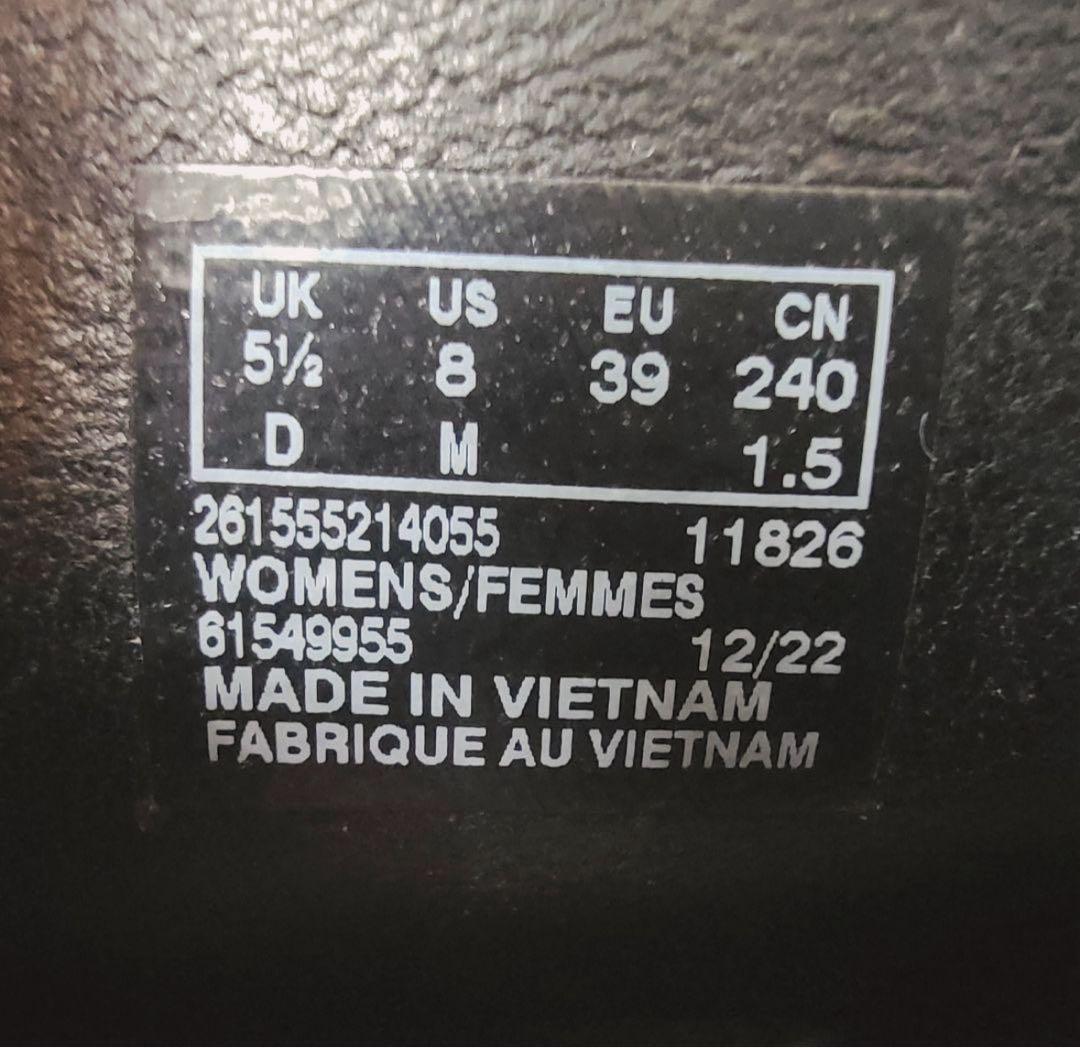 UK US EU CN
5½ 8 39 240
D M 1.5
261555214055 11826
WOMENS/FEMMES
61549955 12/22
MADE IN VIETNAM
FABRIQUE AU VIETNAM